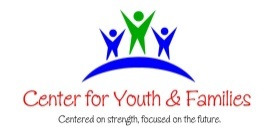 Center for Youth & Families
Centered on strength, focused on the future.